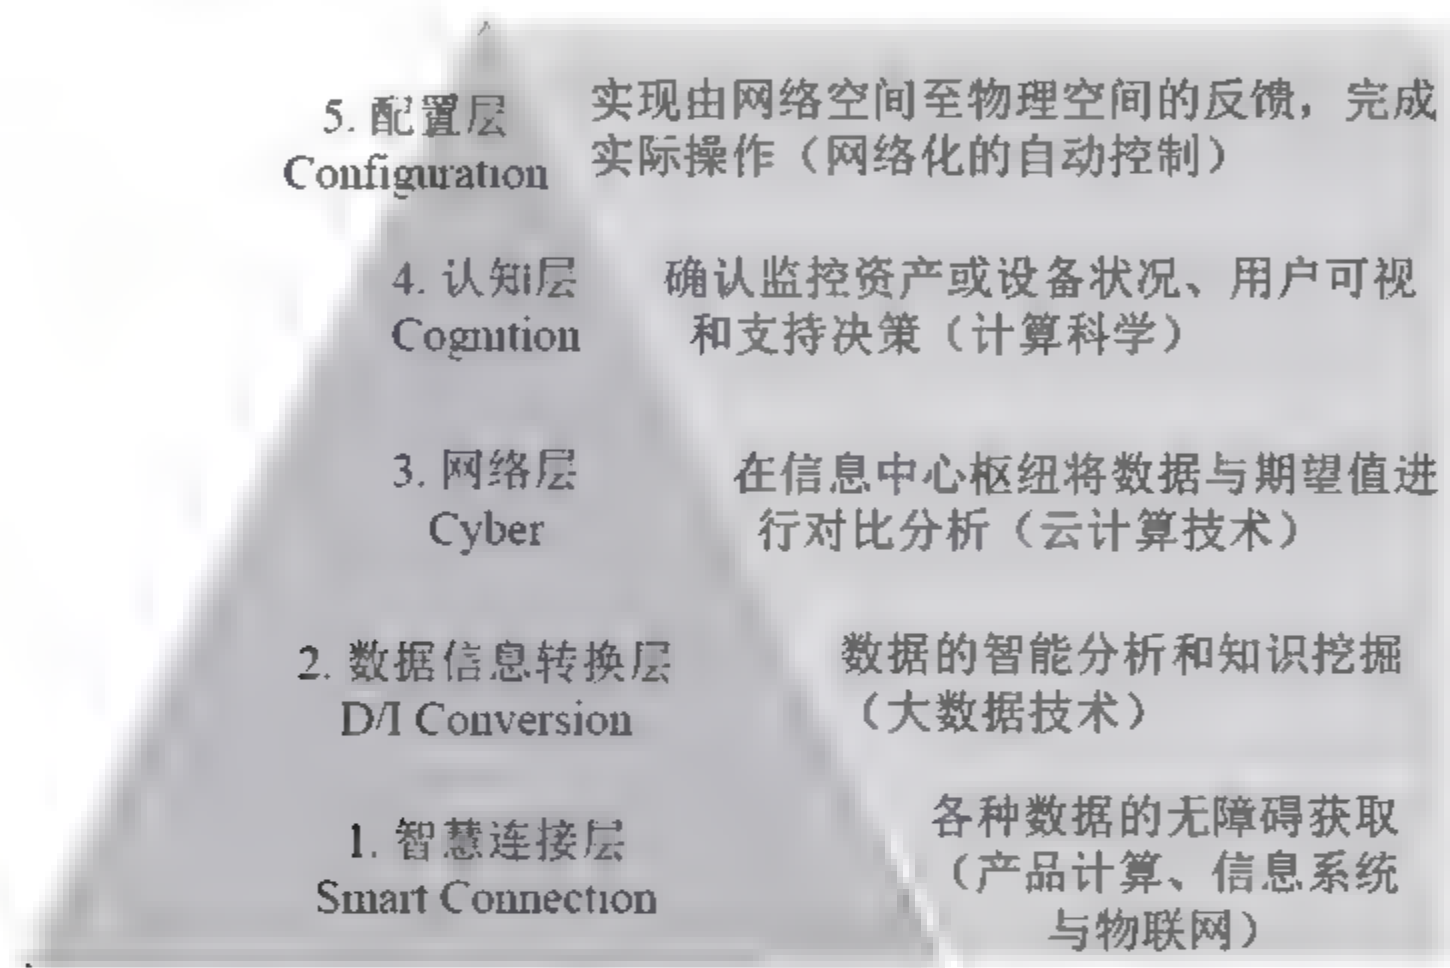 5. 配置层
Configuration
实现由网络空间至物理空间的反馈，完成
实际操作（网络化的自动控制）
4. 认知层
Cognition
确认监控资产或设备状况、用户可视
和支持决策（计算科学）
3. 网络层
Cyber
在信息中心枢纽将数据与期望值进
行对比分析（云计算技术）
2. 数据信息转换层
D/I Conversion
数据的智能分析和知识挖掘
（大数据技术）
1. 智慧连接层
Smart Connection
各种数据的无障碍获取
（产品计算、信息系统
与物联网）